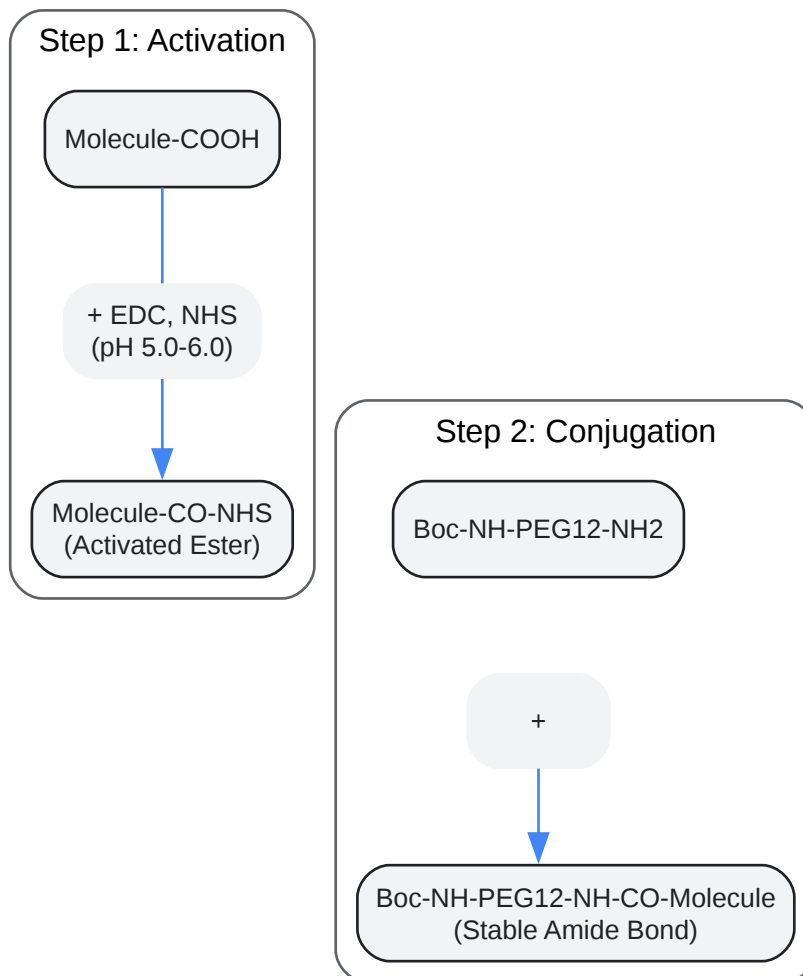 Step 1: Activation
Molecule-COOH
+ EDC, NHS
(pH 5.0-6.0)
Molecule-CO-NHS
(Activated Ester)
Step 2: Conjugation
Boc-NH-PEG12-NH2
+
Boc-NH-PEG12-NH-CO-Molecule
(Stable Amide Bond)